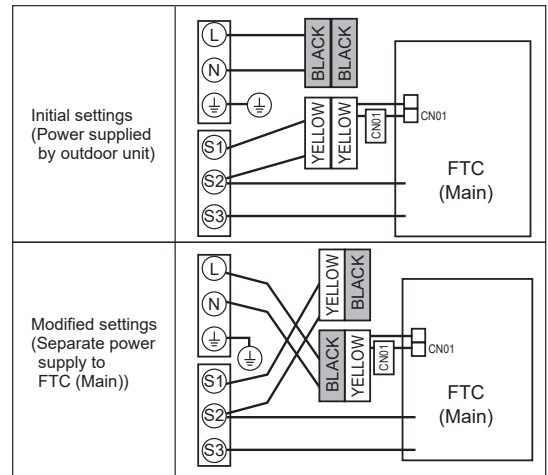 Initial settings
(Power supplied
by outdoor unit)
L
N
S1
S2
S3
BLACK
BLACK
YELLOW
YELLOW
CN01
CN01
FTC
(Main)
Modified settings
(Separate power
supply to
FTC (Main))
L
N
S1
S2
S3
YELLOW
BLACK
BLACK
YELLOW
CN01
CN01
FTC
(Main)